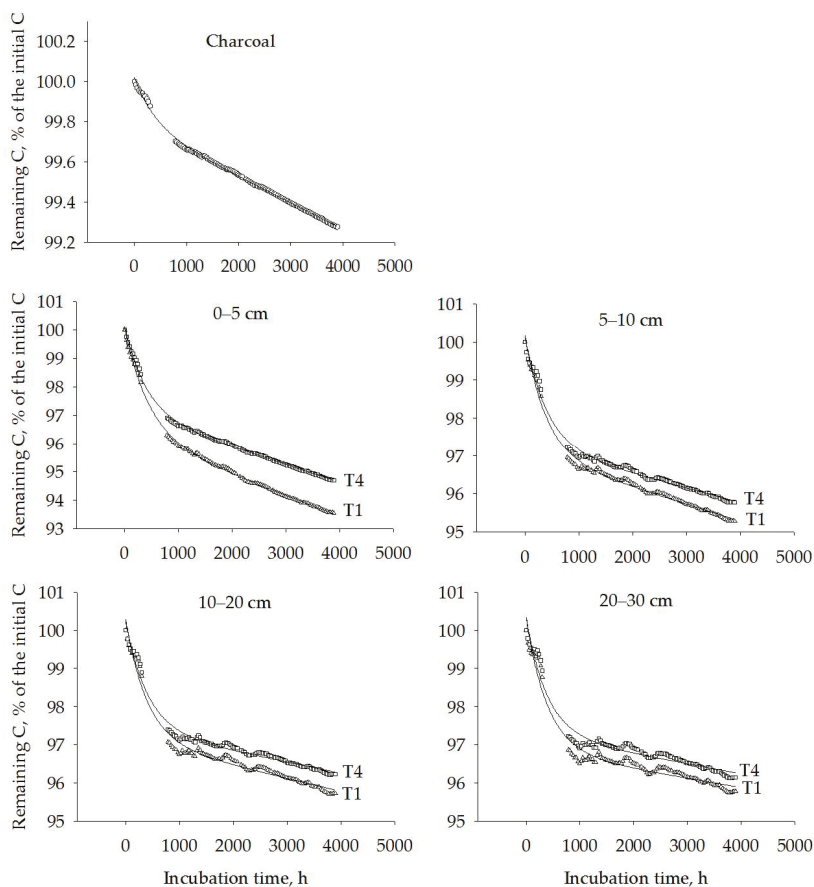 Charcoal
Remaining C, % of the initial C
100.2
100.0
99.8
99.6
99.4
99.2
0 1000 2000 3000 4000 5000
0–5 cm
Remaining C, % of the initial C
101
100
99
98
97
96
95
94
93
T4
T1
0 1000 2000 3000 4000 5000
5–10 cm
101
100
99
98
97
96
95
T4
T1
0 1000 2000 3000 4000 5000
10–20 cm
Remaining C, % of the initial C
101
100
99
98
97
96
95
T4
T1
0 1000 2000 3000 4000 5000
Incubation time, h
20–30 cm
101
100
99
98
97
96
95
T4
T1
0 1000 2000 3000 4000 5000
Incubation time, h